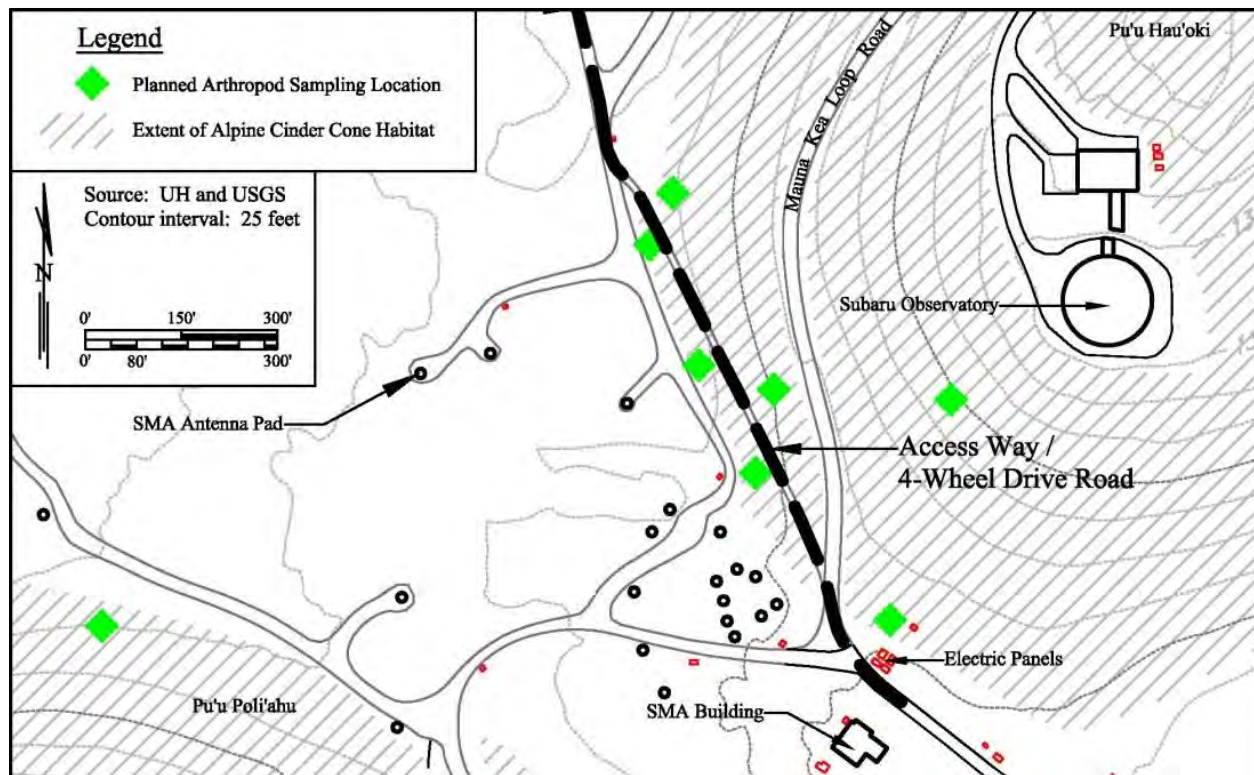 Legend
Planned Arthropod Sampling Location
Extent of Alpine Cinder Cone Habitat
Source: UH and USGS
Contour interval: 25 feet
N
0' 150' 300'
0' 80' 300'
Pu'u Hau'oki
Mauna Kea Loop Road
Subaru Observatory
SMA Antenna Pad
Access Way /
4-Wheel Drive Road
Electric Panels
Pu'u Poli'ahu
SMA Building